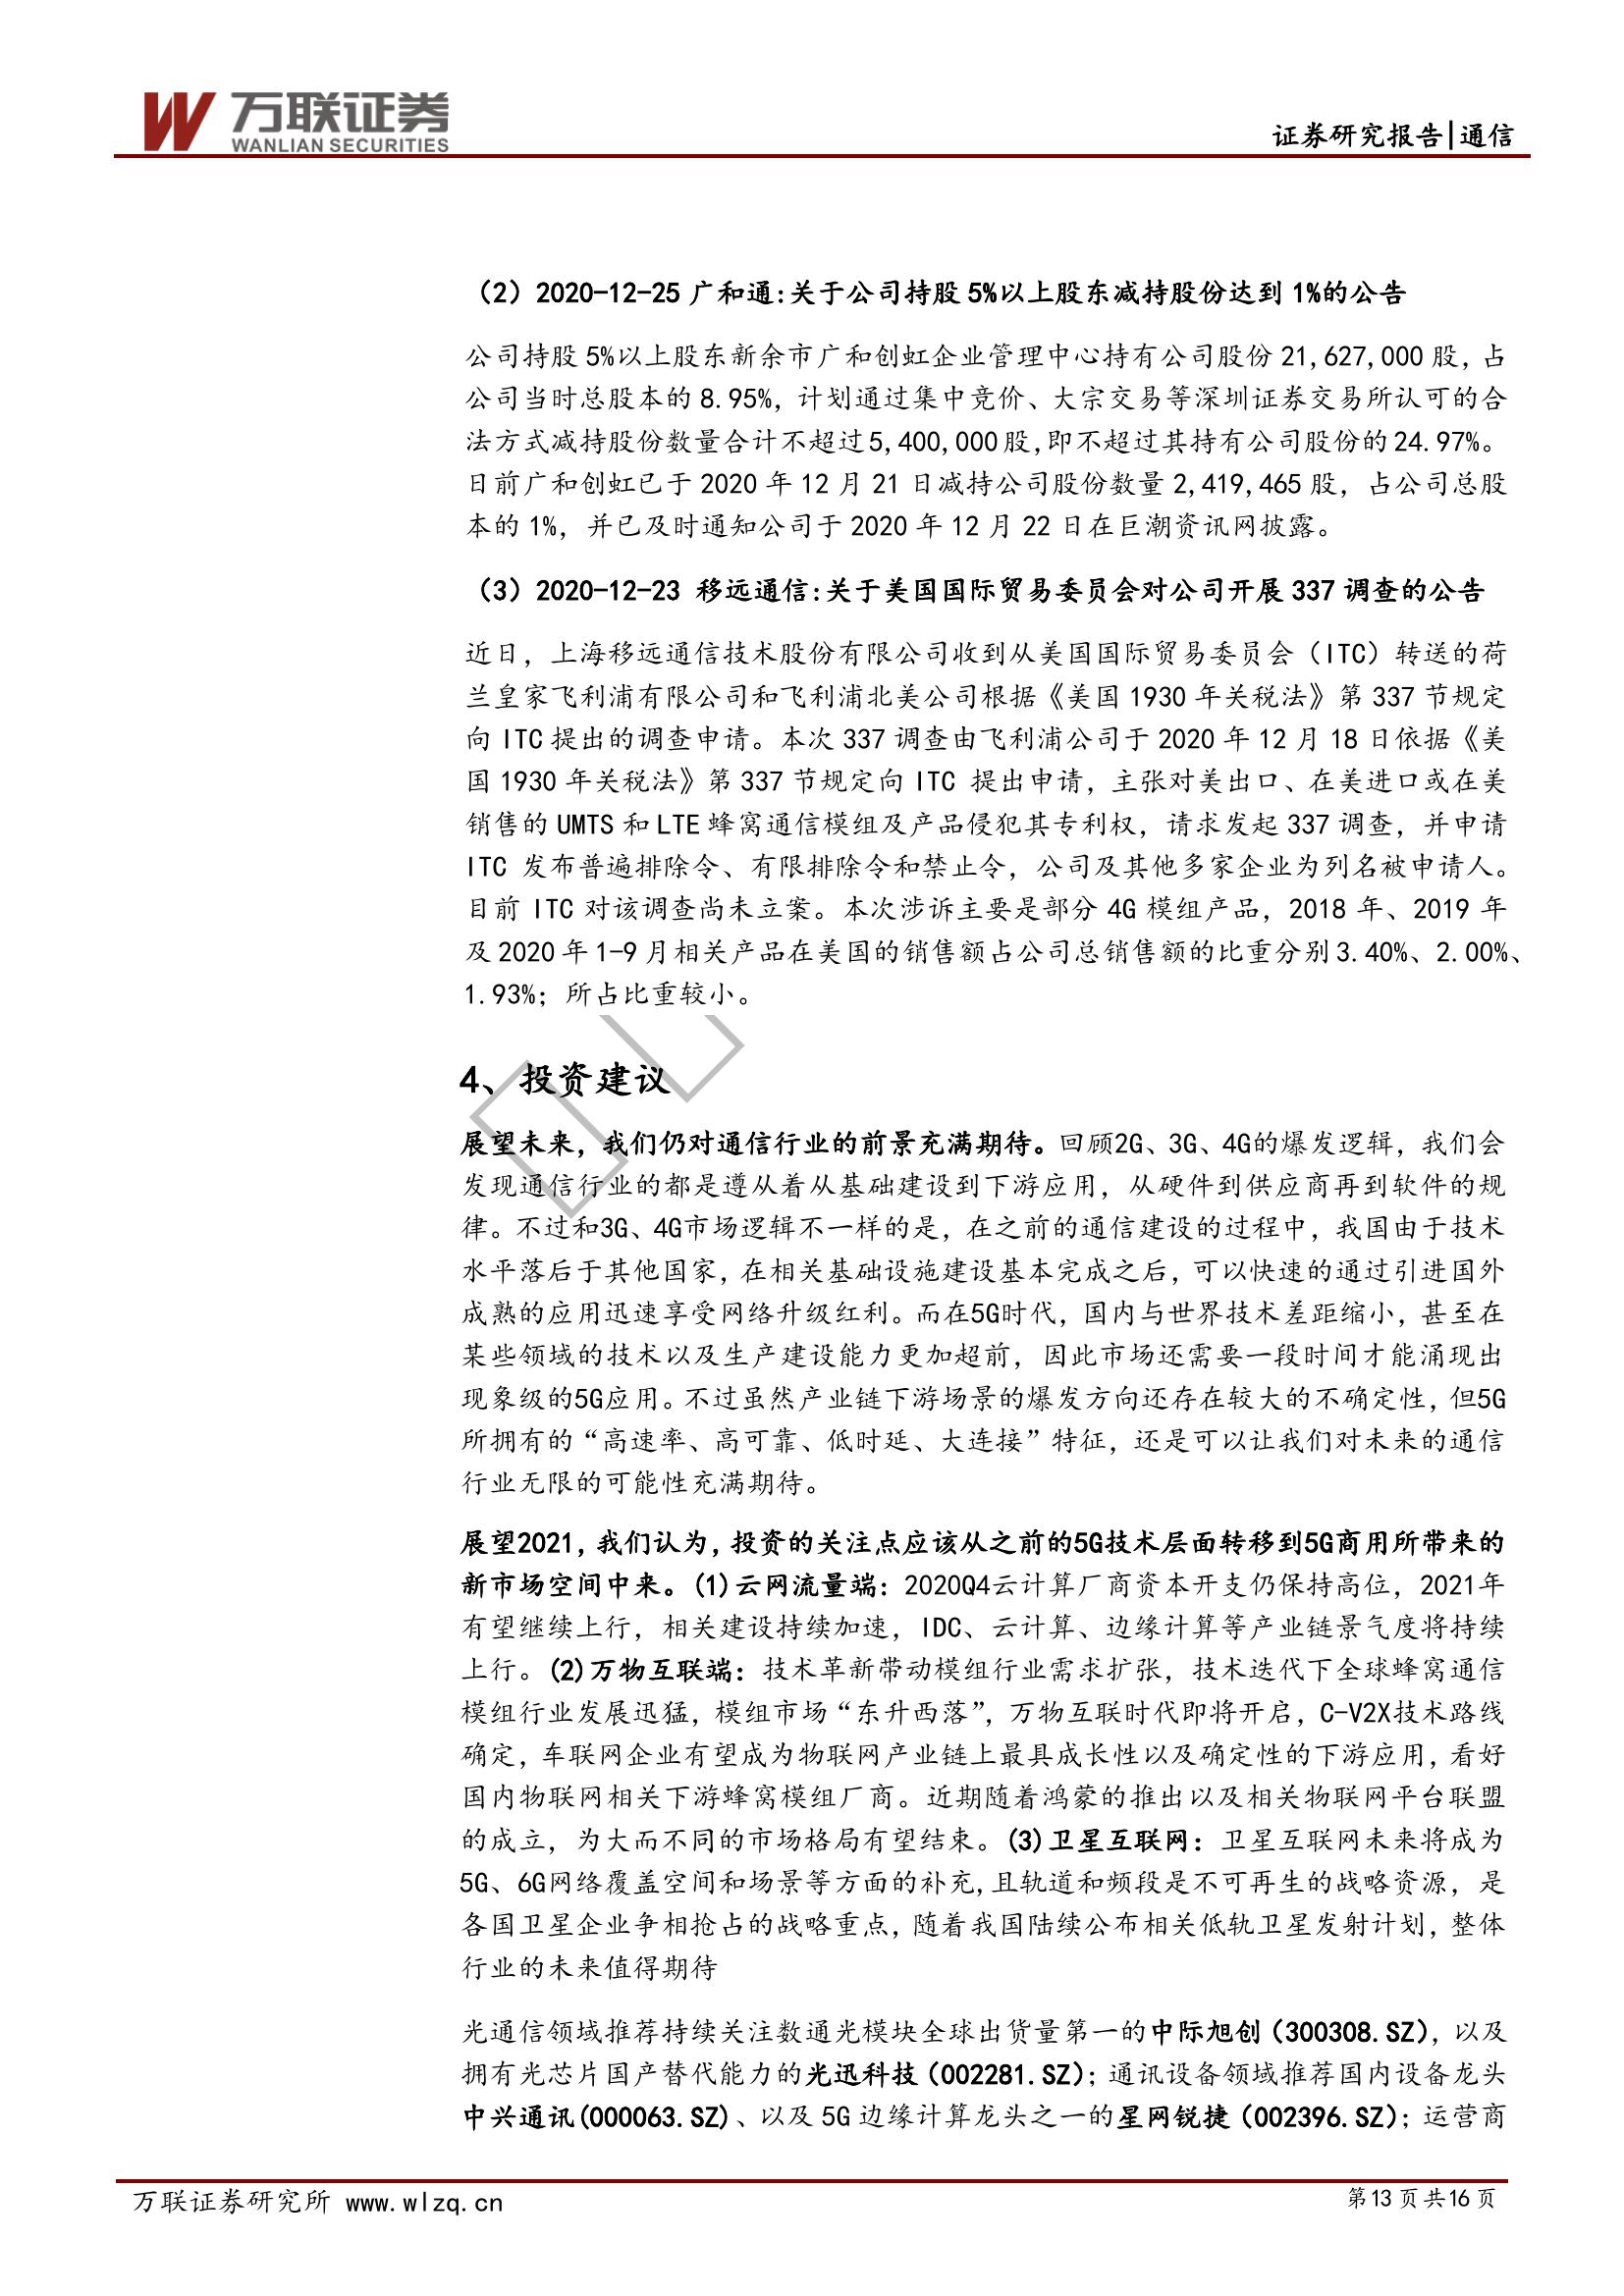 万联证券
WANLIAN SECURITIES
证券研究报告|通信
（2）2020-12-25 广和通:关于公司持股 5%以上股东减持股份达到 1%的公告
公司持股 5%以上股东新余市广和创虹企业管理中心持有公司股份 21,627,000 股，占
公司当时总股本的 8.95%，计划通过集中竞价、大宗交易等深圳证券交易所认可的合
法方式减持股份数量合计不超过 5,400,000 股,即不超过其持有公司股份的 24.97%。
日前广和创虹已于 2020 年 12 月 21 日减持公司股份数量 2,419,465 股，占公司总股
本的 1%，并已及时通知公司于 2020 年 12 月 22 日在巨潮资讯网披露。
（3）2020-12-23 移远通信:关于美国国际贸易委员会对公司开展 337 调查的公告
近日，上海移远通信技术股份有限公司收到从美国国际贸易委员会（ITC）转送的荷
兰皇家飞利浦有限公司和飞利浦北美公司根据《美国 1930 年关税法》第 337 节规定
向 ITC 提出的调查申请。本次 337 调查由飞利浦公司于 2020 年 12 月 18 日依据《美
国 1930 年关税法》第 337 节规定向 ITC 提出申请，主张对美出口、在美进口或在美
销售的 UMTS 和 LTE 蜂窝通信模组及产品侵犯其专利权，请求发起 337 调查，并申请
ITC 发布普遍排除令、有限排除令和禁止令，公司及其他多家企业为列名被申请人。
目前 ITC 对该调查尚未立案。本次涉诉主要是部分 4G 模组产品，2018 年、2019 年
及 2020 年 1-9 月相关产品在美国的销售额占公司总销售额的比重分别 3.40%、2.00%、
1.93%；所占比重较小。
4、投资建议
展望未来，我们仍对通信行业的前景充满期待。回顾2G、3G、4G的爆发逻辑，我们会
发现通信行业的都是遵从着从基础建设到下游应用，从硬件到供应商再到软件的规
律。不过和3G、4G市场逻辑不一样的是，在之前的通信建设的过程中，我国由于技术
水平落后于其他国家，在相关基础设施建设基本完成之后，可以快速的通过引进国外
成熟的应用迅速享受网络升级红利。而在5G时代，国内与世界技术差距缩小，甚至在
某些领域的技术以及生产建设能力更加超前，因此市场还需要一段时间才能涌现出
现象级的5G应用。不过虽然产业链下游场景的爆发方向还存在较大的不确定性，但5G
所拥有的“高速率、高可靠、低时延、大连接”特征，还是可以让我们对未来的通信
行业无限的可能性充满期待。
展望2021，我们认为，投资的关注点应该从之前的5G技术层面转移到5G商用所带来的
新市场空间中来。(1)云网流量端：2020Q4云计算厂商资本开支仍保持高位，2021年
有望继续上行，相关建设持续加速，IDC、云计算、边缘计算等产业链景气度将持续
上行。(2)万物互联端：技术革新带动模组行业需求扩张，技术迭代下全球蜂窝通信
模组行业发展迅猛，模组市场“东升西落”，万物互联时代即将开启，C-V2X技术路线
确定，车联网企业有望成为物联网产业链上最具成长性以及确定性的下游应用，看好
国内物联网相关下游蜂窝模组厂商。近期随着鸿蒙的推出以及相关物联网平台联盟
的成立，为大而不同的市场格局有望结束。(3)卫星互联网：卫星互联网未来将成为
5G、6G网络覆盖空间和场景等方面的补充,且轨道和频段是不可再生的战略资源，是
各国卫星企业争相抢占的战略重点，随着我国陆续公布相关低轨卫星发射计划，整体
行业的未来值得期待
光通信领域推荐持续关注数通光模块全球出货量第一的中际旭创（300308.SZ），以及
拥有光芯片国产替代能力的光迅科技（002281.SZ）；通讯设备领域推荐国内设备龙头
中兴通讯(000063.SZ)、以及 5G 边缘计算龙头之一的星网锐捷（002396.SZ）；运营商
万联证券研究所 www.wlzq.cn
第 13 页 共 16 页